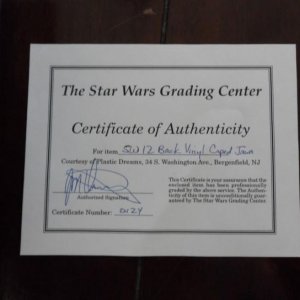 The Star Wars Grading Center
Certificate of Authenticity
For item SW 12 Back Vinyl Caped Jawa
Courtesy of Plastic Dreams, 34 S. Washington Ave., Bergenfield, NJ
This Certificate is your assurance that the
enclosed item has been professionally
graded by the above service. The Authen-
ticity of this item is unconditionally guar-
anteed by The Star Wars Grading Center.
Authorized Signature
Certificate Number: 0124